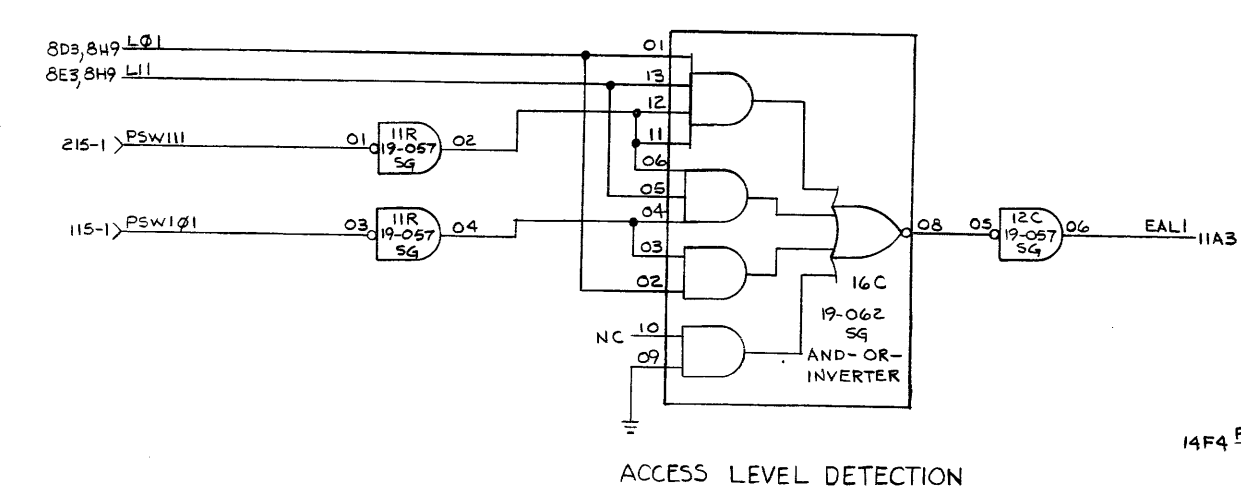 8D3,8H9 LØ1
8E3,8H9 L11
215-1 PSW111
115-1 PSW1Ø1
01
11R
19-057
SG
02
03
11R
19-057
SG
04
01
13
12
11
06
05
04
03
02
NC 10
09
16C
19-062
SG
AND-OR-
INVERTER
08
05
12C
19-057
SG
06
EAL1
11A3
14F4
ACCESS LEVEL DETECTION